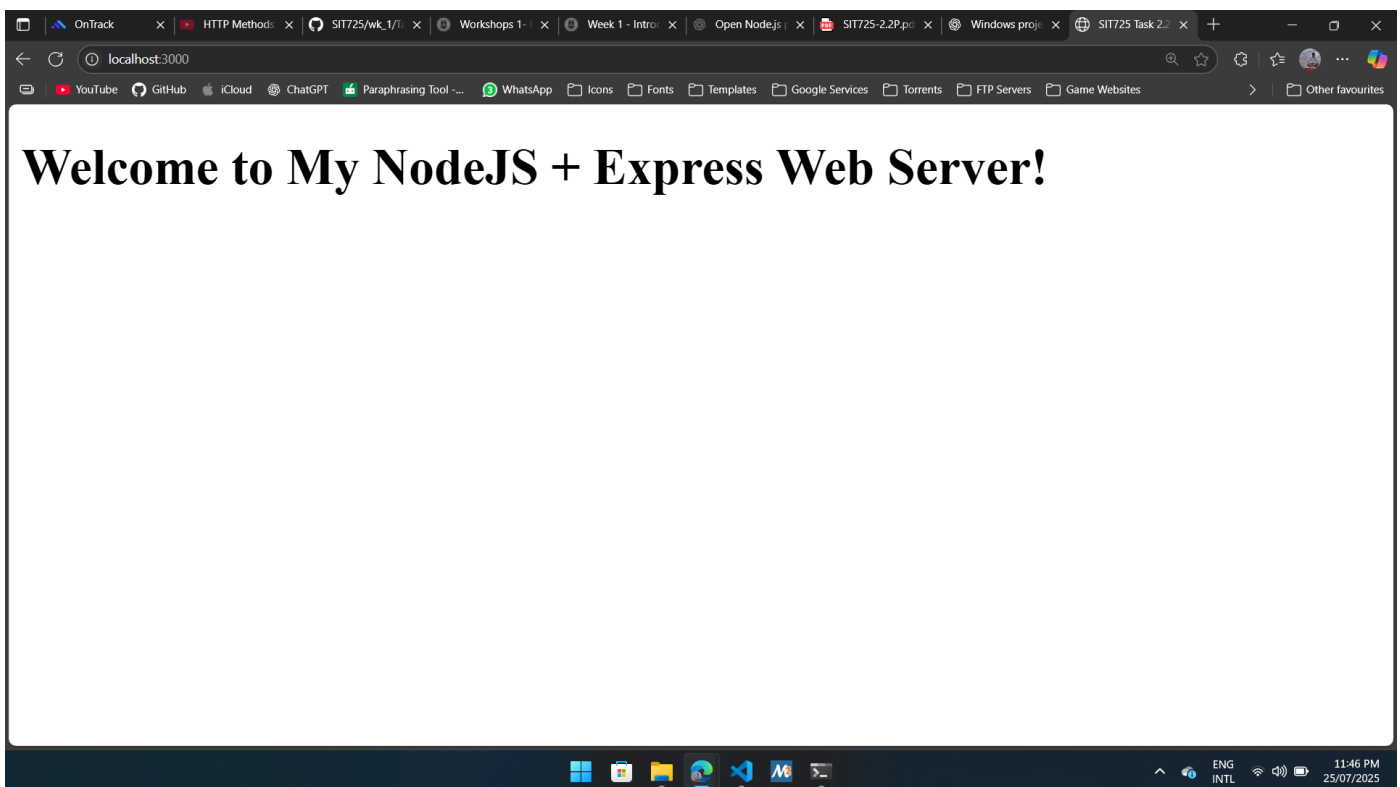 OnTrack
HTTP Methods
SIT725/wk_1/Ta
Workshops 1-
Week 1 - Introd
Open Node.js
SIT725-2.2P.pd
Windows proje
SIT725 Task 2.2
localhost:3000
YouTube GitHub iCloud ChatGPT Paraphrasing Tool -... 3 WhatsApp Icons Fonts Templates Google Services Torrents FTP Servers Game Websites Other favourites
Welcome to My NodeJS + Express Web Server!
ENG 11:46 PM
INTL 25/07/2025